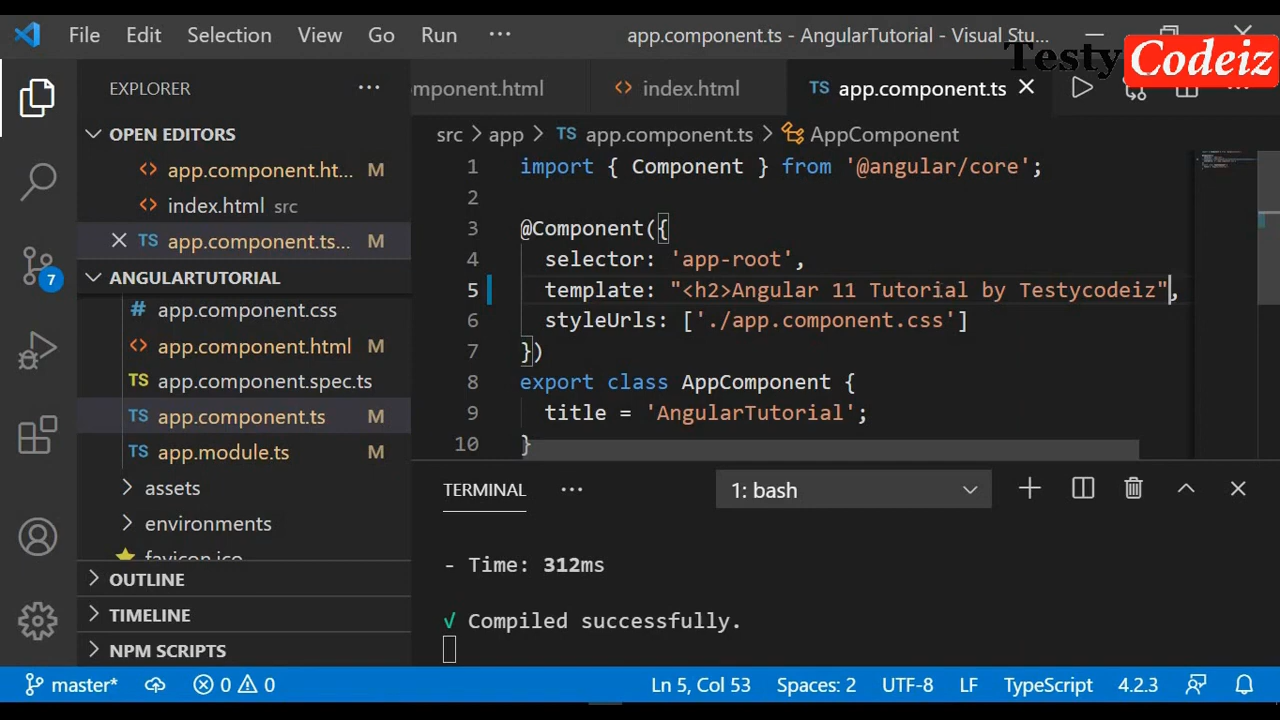 File Edit Selection View Go Run ··· app.component.ts - AngularTutorial - Visual Stu...
Testy Codeiz
EXPLORER ···
OPEN EDITORS
app.component.ht... M
index.html src
TS app.component.ts... M
ANGULARTUTORIAL
# app.component.css
app.component.html M
TS app.component.spec.ts
TS app.component.ts M
TS app.module.ts M
assets
environments
favicon.ico
OUTLINE
TIMELINE
NPM SCRIPTS
7
omponent.html index.html TS app.component.ts
src > app > TS app.component.ts > AppComponent
1 import { Component } from '@angular/core';
2
3 @Component({
4 selector: 'app-root',
5 template: "<h2>Angular 11 Tutorial by Testycodeiz",
6 styleUrls: ['./app.component.css']
7 })
8 export class AppComponent {
9 title = 'AngularTutorial';
10 }
TERMINAL ··· 1: bash
- Time: 312ms
√ Compiled successfully.
master* 0 0 Ln 5, Col 53 Spaces: 2 UTF-8 LF TypeScript 4.2.3